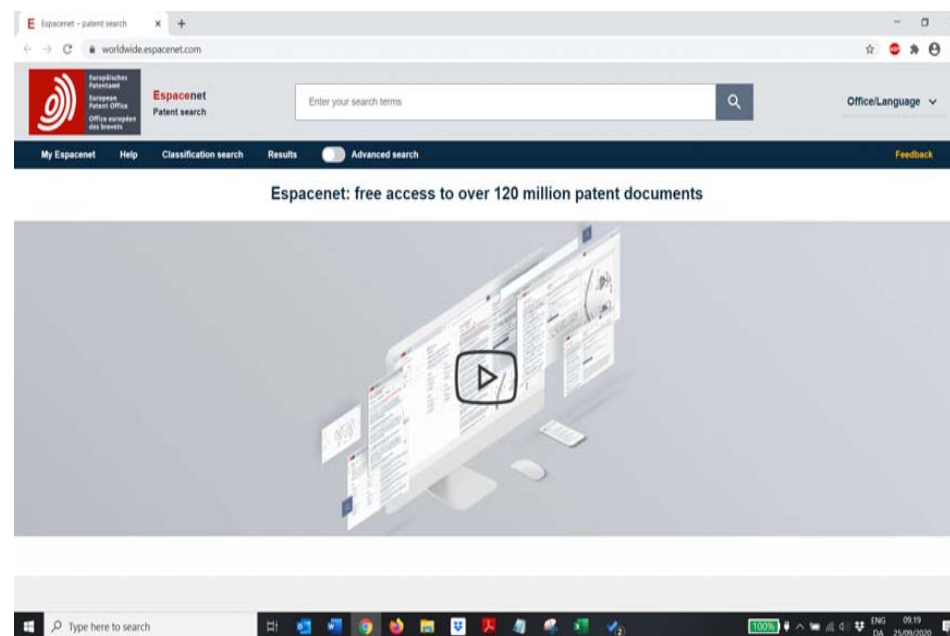 Espacenet – patent search
worldwide.espacenet.com
Europäisches
Patentamt
European
Patent Office
Office européen
des brevets
Espacenet
Patent search
Enter your search terms
Office/Language
My Espacenet Help Classification search Results Advanced search Feedback
Espacenet: free access to over 120 million patent documents
Type here to search
100%
ENG 09.19
DA 25/09/2020